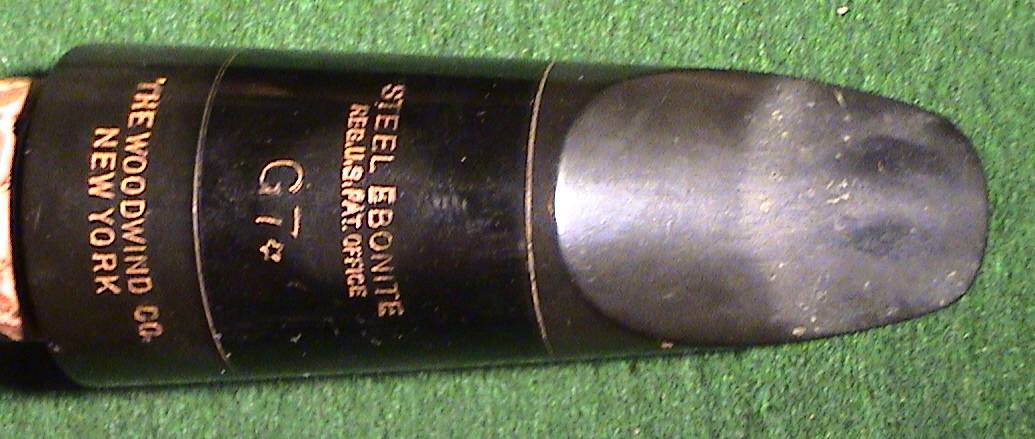 STEEL EBONITE
REG.U.S.PAT.OFFICE
G7☆
THE WOODWIND CO.
NEW YORK